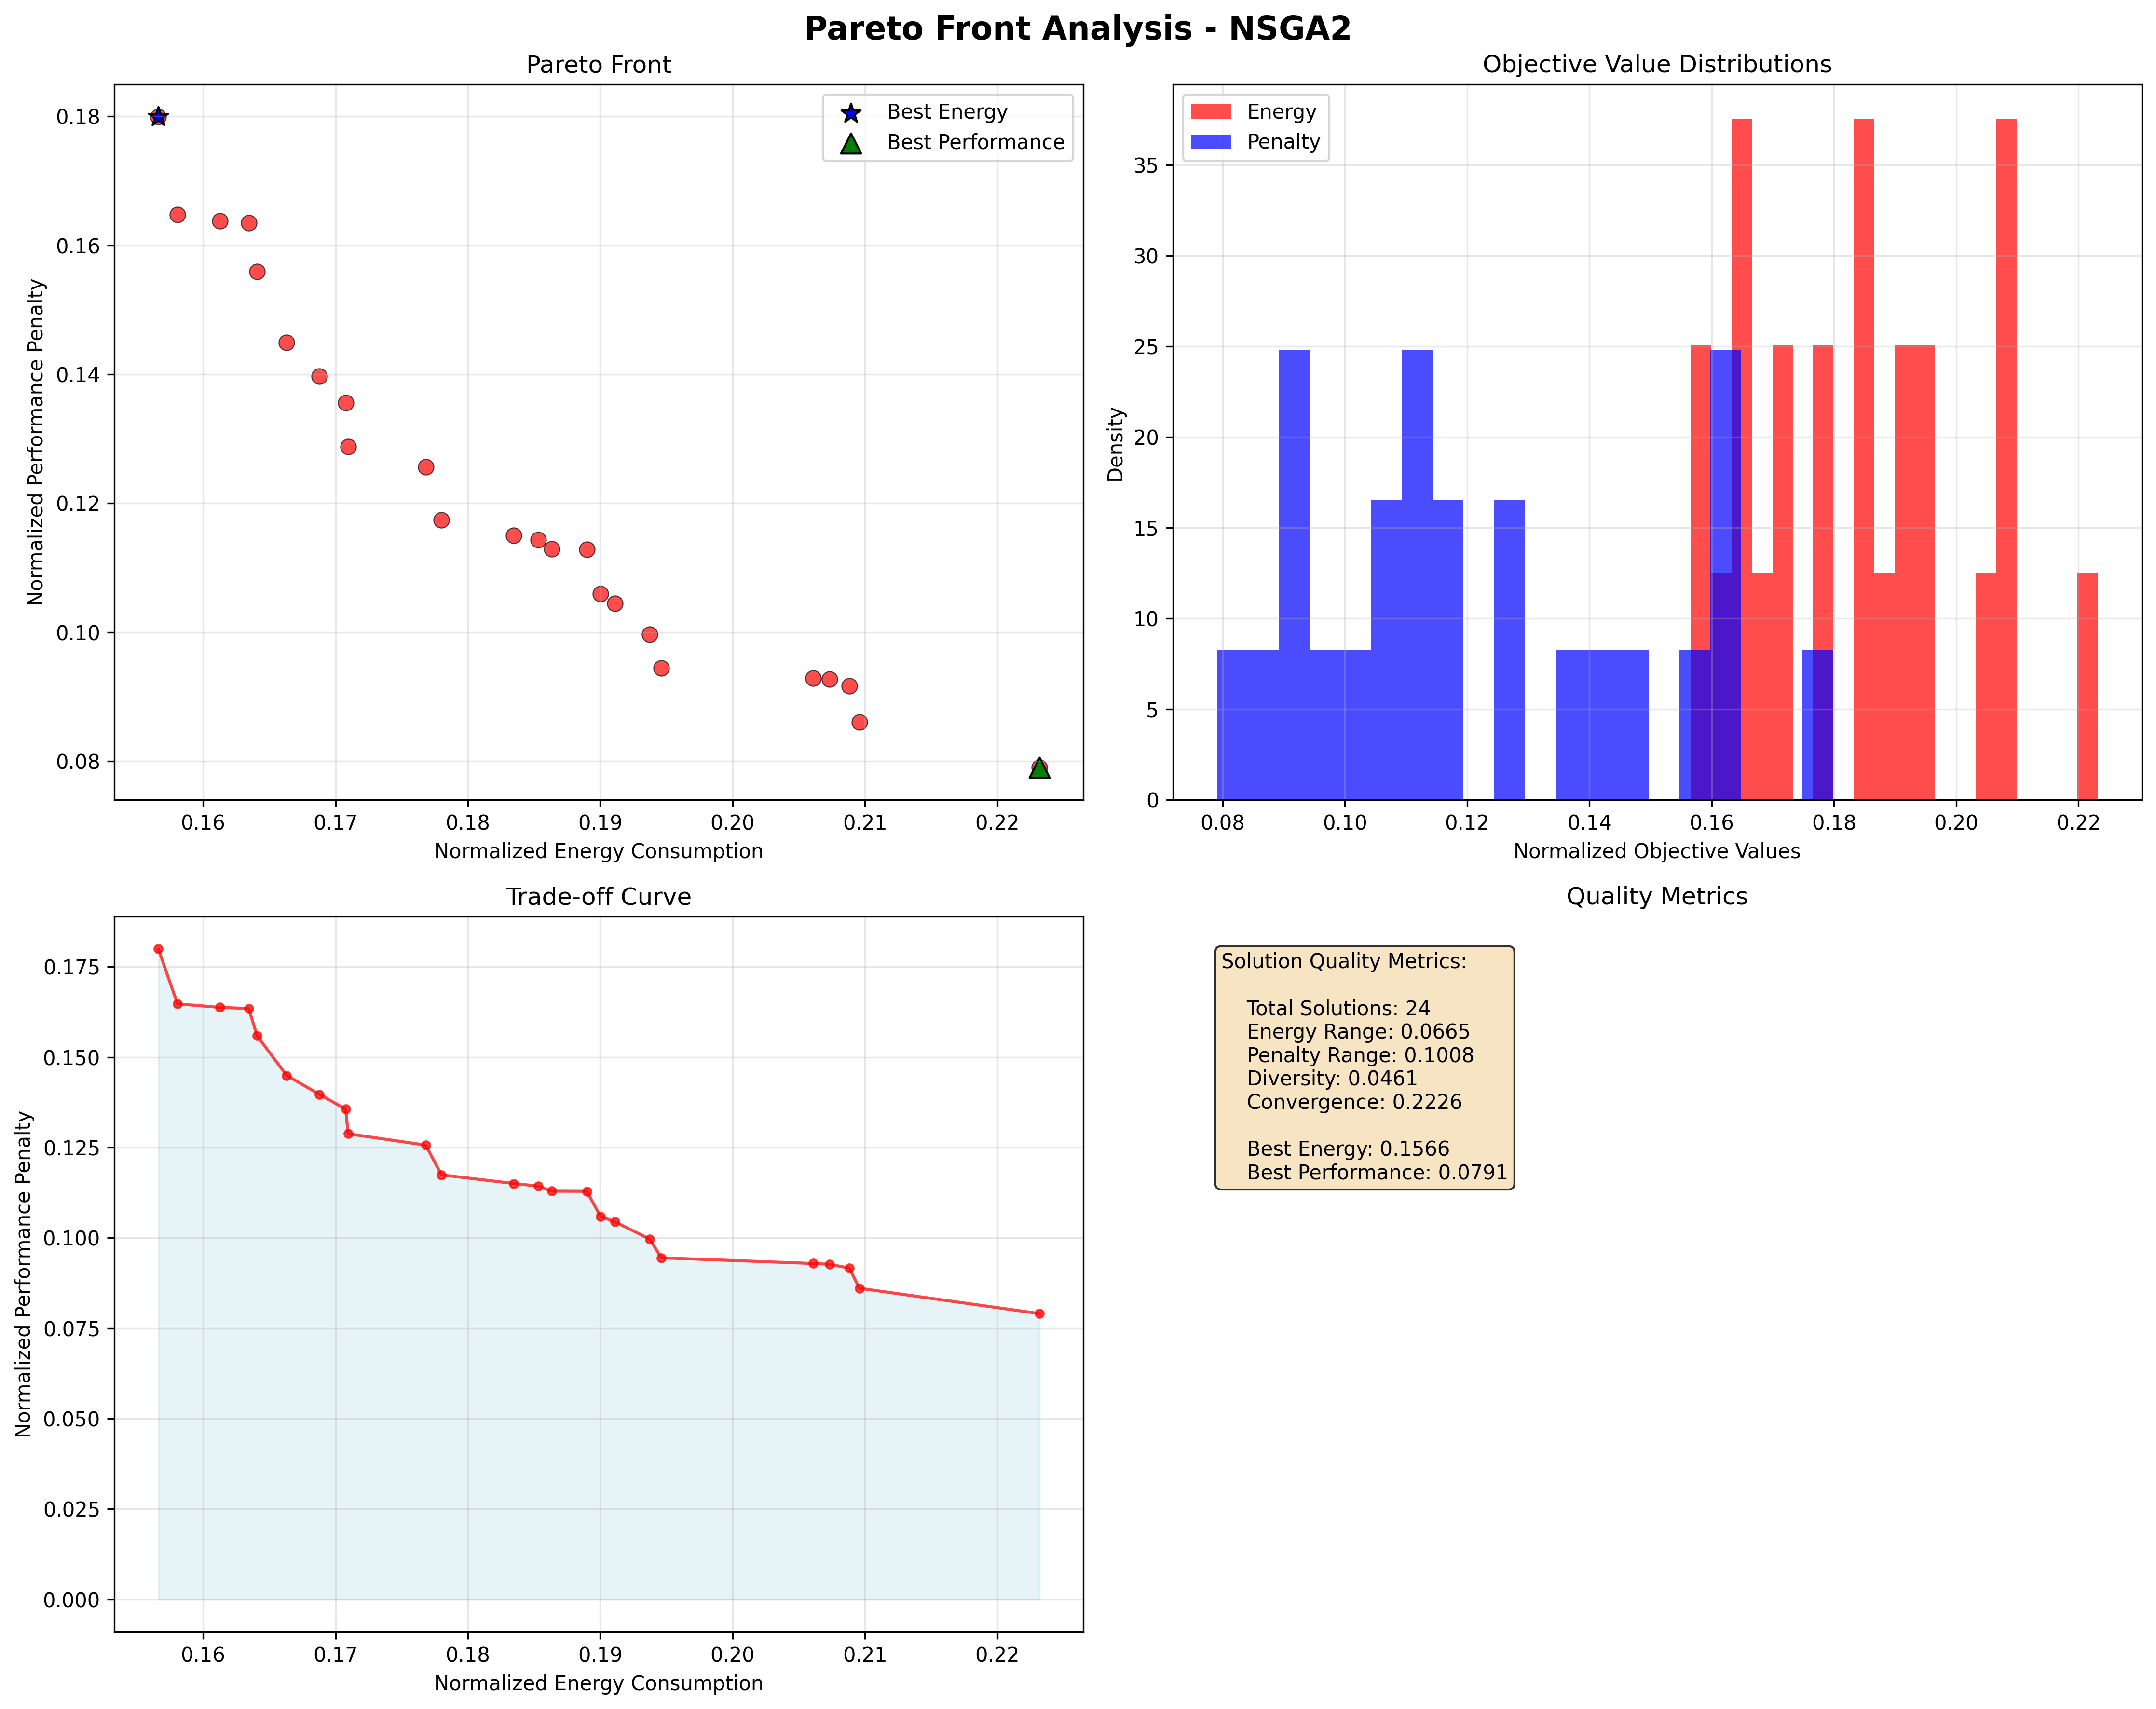 Pareto Front Analysis - NSGA2
Pareto Front
Best Energy
Best Performance
Normalized Performance Penalty
0.18
0.16
0.14
0.12
0.10
0.08
0.16 0.17 0.18 0.19 0.20 0.21 0.22
Normalized Energy Consumption
Objective Value Distributions
Energy
Penalty
Density
35
30
25
20
15
10
5
0
0.08 0.10 0.12 0.14 0.16 0.18 0.20 0.22
Normalized Objective Values
Trade-off Curve
Normalized Performance Penalty
0.175
0.150
0.125
0.100
0.075
0.050
0.025
0.000
0.16 0.17 0.18 0.19 0.20 0.21 0.22
Normalized Energy Consumption
Quality Metrics
Solution Quality Metrics:
Total Solutions: 24
Energy Range: 0.0665
Penalty Range: 0.1008
Diversity: 0.0461
Convergence: 0.2226
Best Energy: 0.1566
Best Performance: 0.0791